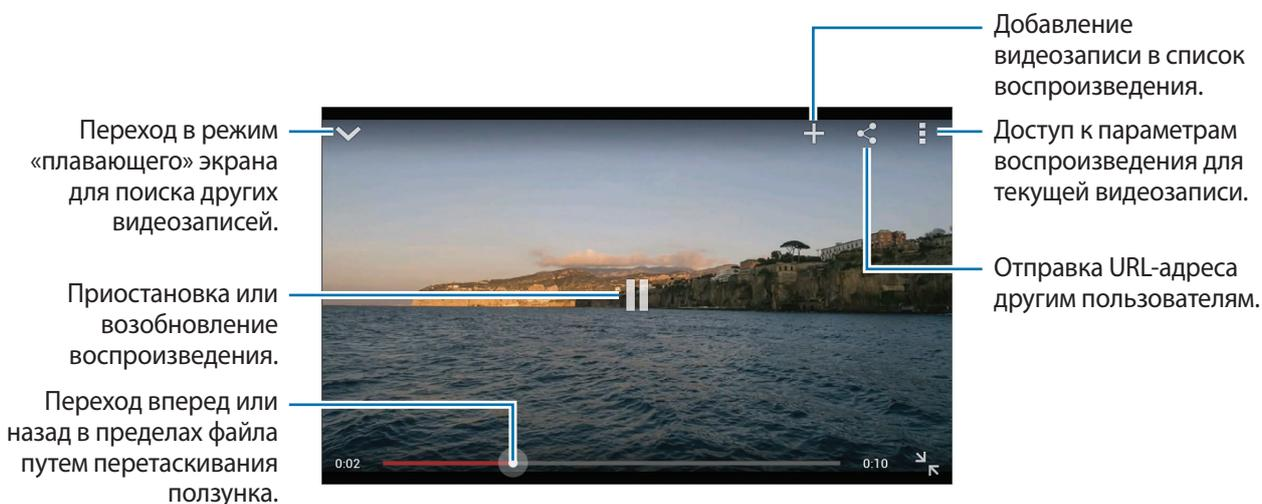 Добавление
видеозаписи в список
воспроизведения.
Переход в режим
«плавающего» экрана
для поиска других
видеозаписей.
Доступ к параметрам
воспроизведения для
текущей видеозаписи.
Отправка URL-адреса
другим пользователям.
Приостановка или
возобновление
воспроизведения.
Переход вперед или
назад в пределах файла
путем перетаскивания
ползунка.
0:02
0:10